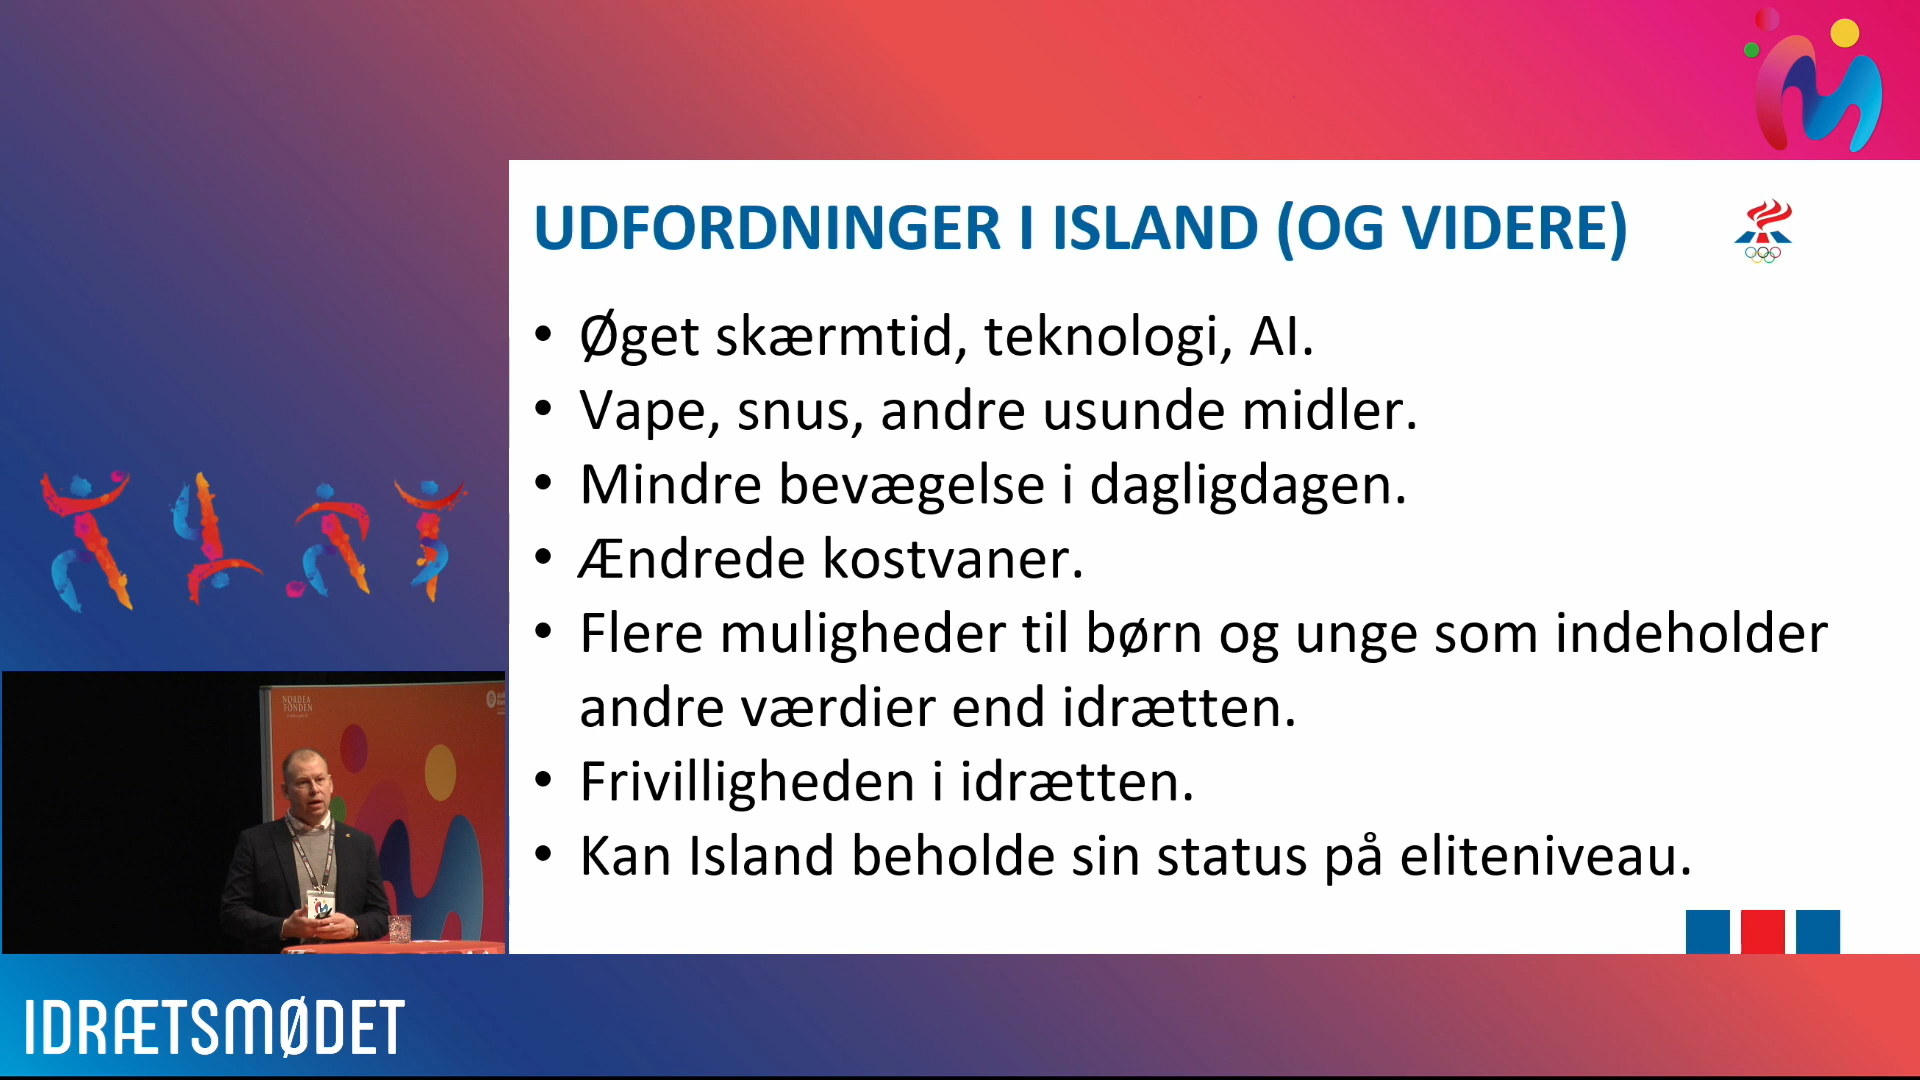 UDFORDNINGER I ISLAND (OG VIDERE)
• Øget skærmtid, teknologi, AI.
• Vape, snus, andre usunde midler.
• Mindre bevægelse i dagligdagen.
• Ændrede kostvaner.
• Flere muligheder til børn og unge som indeholder
andre værdier end idrætten.
• Frivilligheden i idrætten.
• Kan Island beholde sin status på eliteniveau.
NORDEA
FONDEN
IDRÆTSMØDET